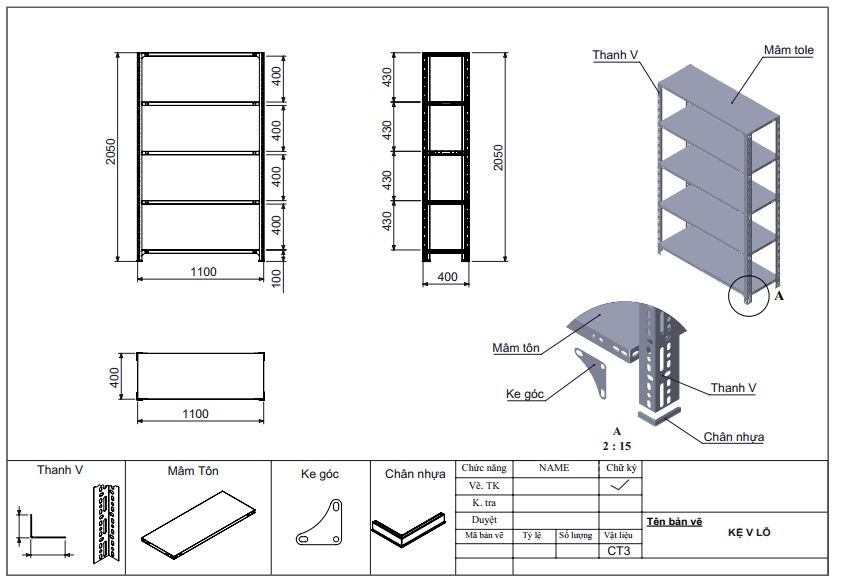 Thanh V
Mâm tole
2050
400
400
400
400
100
1100
430
430
430
430
2050
400
A
400
1100
Mâm tôn
Ke góc
Thanh V
Chân nhựa
A
2 : 15
Thanh V
Mâm Tôn
Ke góc
Chân nhựa
Chức năng NAME Chữ ký
Vẽ. TK
K. tra
Duyệt
Mã bản vẽ Tỷ lệ Số lượng Vật liệu
CT3
Tên bản vẽ
KỆ V LỖ